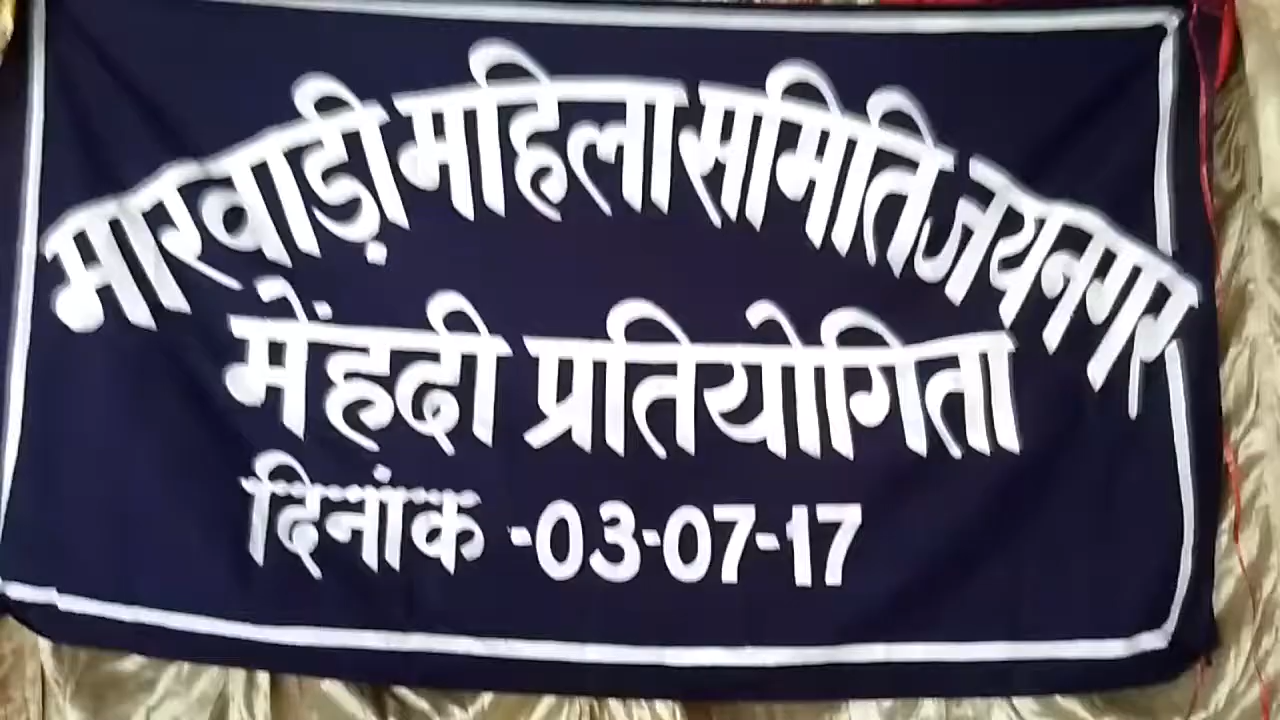 मारवाड़ी महिला समिति जयनगर
मेंहदी प्रतियोगिता
दिनांक -03-07-17